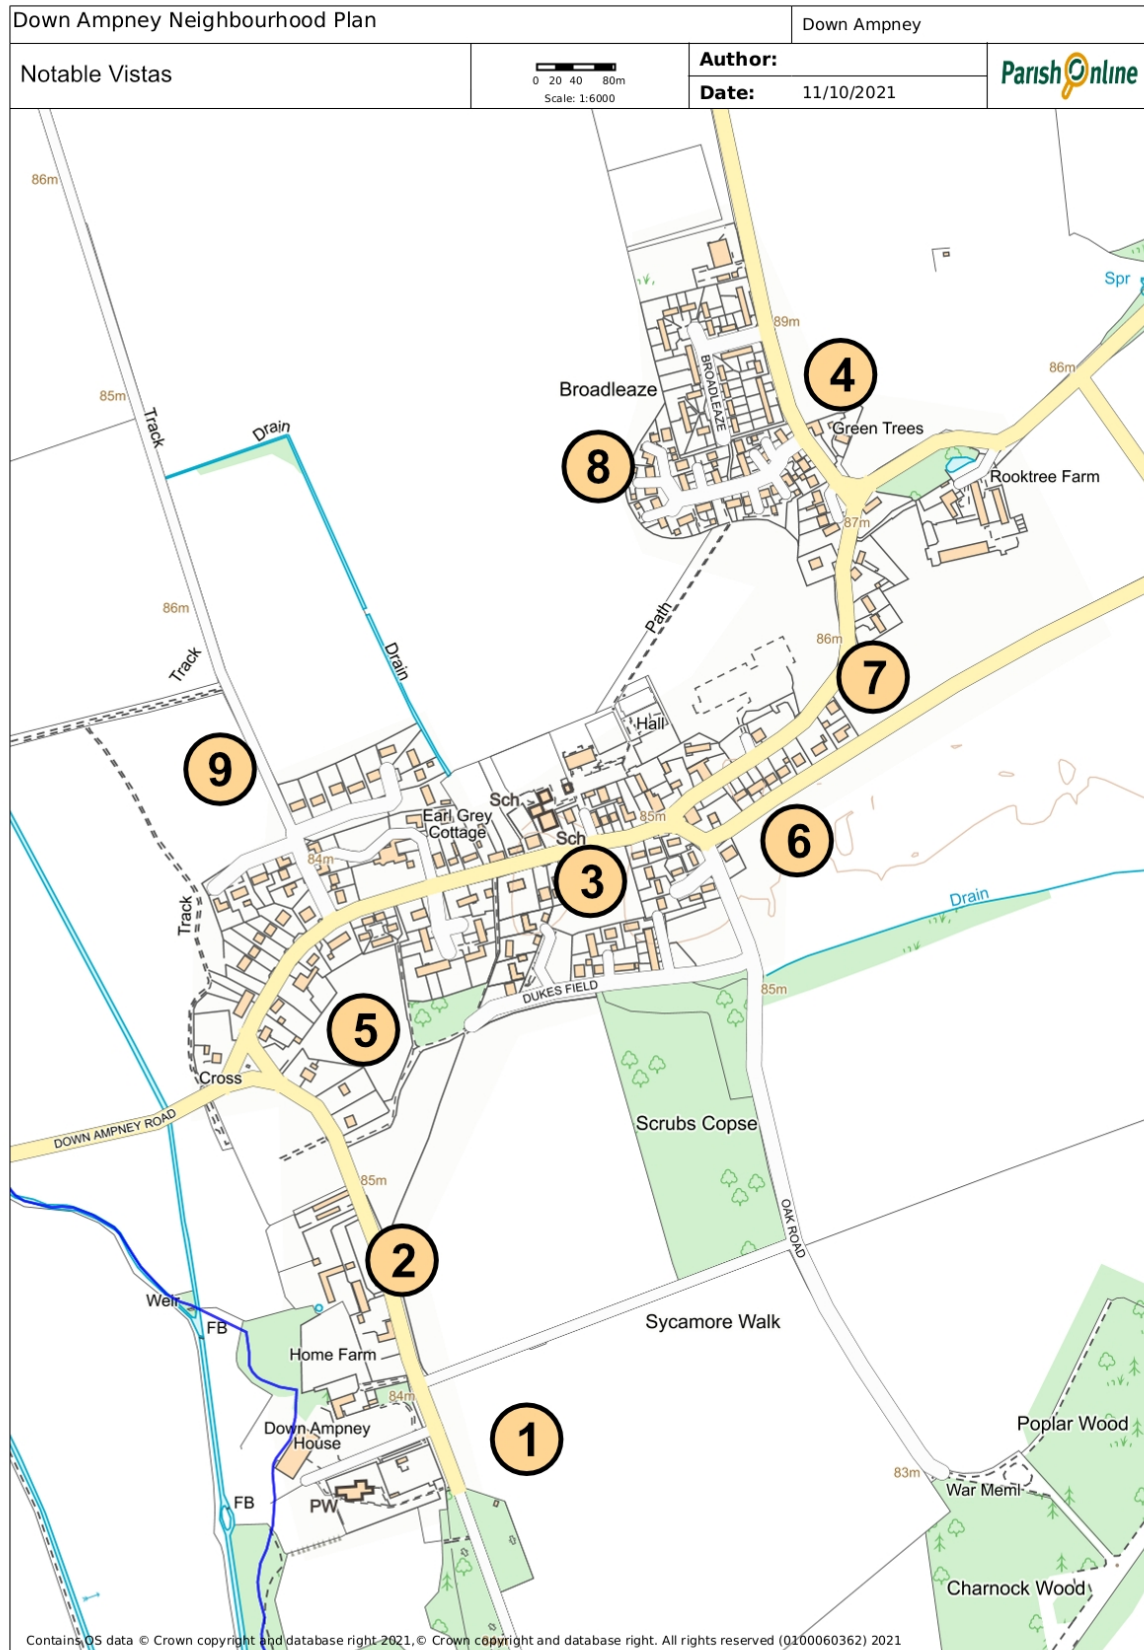 Down Ampney Neighbourhood Plan
Down Ampney
Notable Vistas
0 20 40 80m
Scale: 1:6000
Author:
Date: 11/10/2021
Parish Online
86m
Spr
89m
86m
4
85m
Track
Broadleaze
BROADLEAZE
Drain
Green Trees
8
Rooktree Farm
87m
86m
Path
Track
Drain
86m
7
Hall
9
Sch
Earl Grey
Cottage
85m
Sch
6
84m
3
Track
Drain
DUKES FIELD
85m
5
Cross
DOWN AMPNEY ROAD
Scrubs Copse
85m
OAK ROAD
2
Weir
FB
Sycamore Walk
Home Farm
84m
Down Ampney
House
1
Poplar Wood
83m
War Meml
PW
FB
Charnock Wood
Contains OS data © Crown copyright and database right 2021,© Crown copyright and database right. All rights reserved (0100060362) 2021